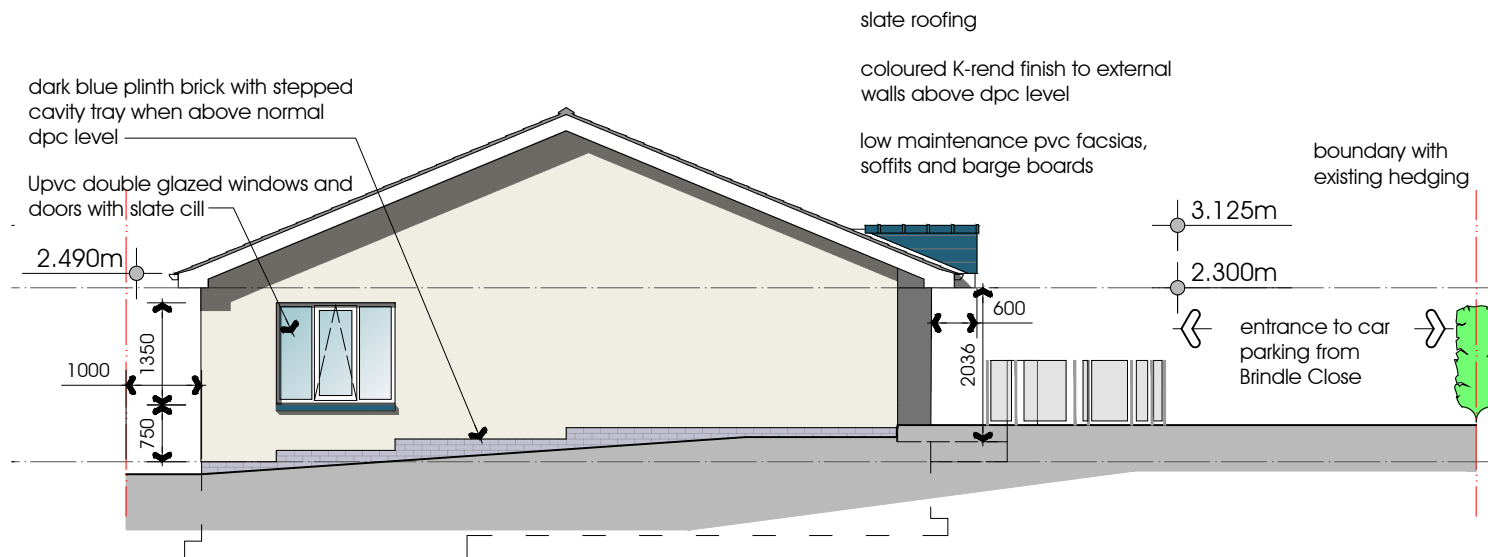 slate roofing
coloured K-rend finish to external
walls above dpc level
low maintenance pvc facsias,
soffits and barge boards
dark blue plinth brick with stepped
cavity tray when above normal
dpc level
Upvc double glazed windows and
doors with slate cill
boundary with
existing hedging
3.125m
2.490m
2.300m
600
1350
2036
1000
750
entrance to car
parking from
Brindle Close